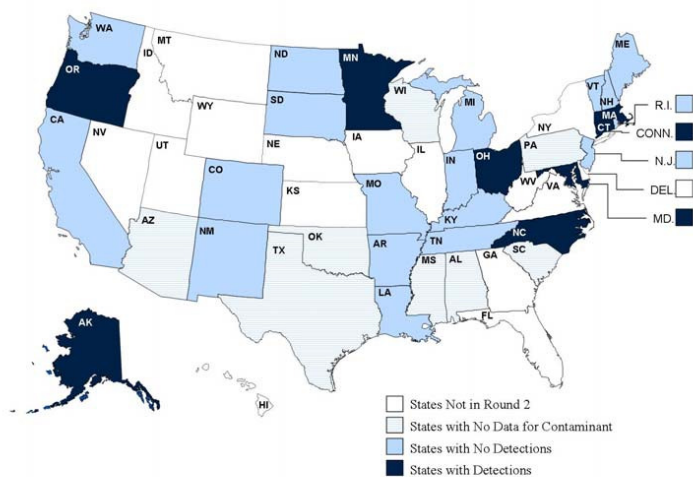 WA
MT
ND
MN
ME
ID
OR
VT
NH
WI
SD
MI
MA
R.I.
WY
CT
CONN.
CA
NY
NV
IA
PA
NE
IL
OH
N.J.
UT
IN
WV
VA
DEL
CO
MO
KS
KY
MD.
NC
AZ
OK
TN
NM
AR
SC
TX
MS
AL
GA
LA
AK
FL
HI
States Not in Round 2
States with No Data for Contaminant
States with No Detections
States with Detections